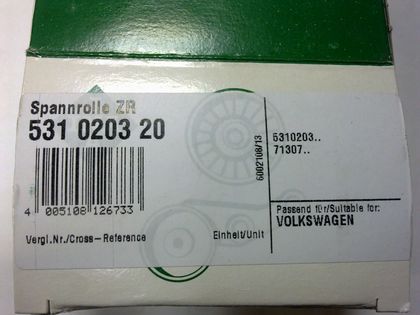 Spannrolle ZR
531 0203 20
4 005108 126733
Vergl.Nr./Cross-Reference
Einheit/Unit
6002108/13
5310203..
71307..
Passend für/Suitable for:
VOLKSWAGEN